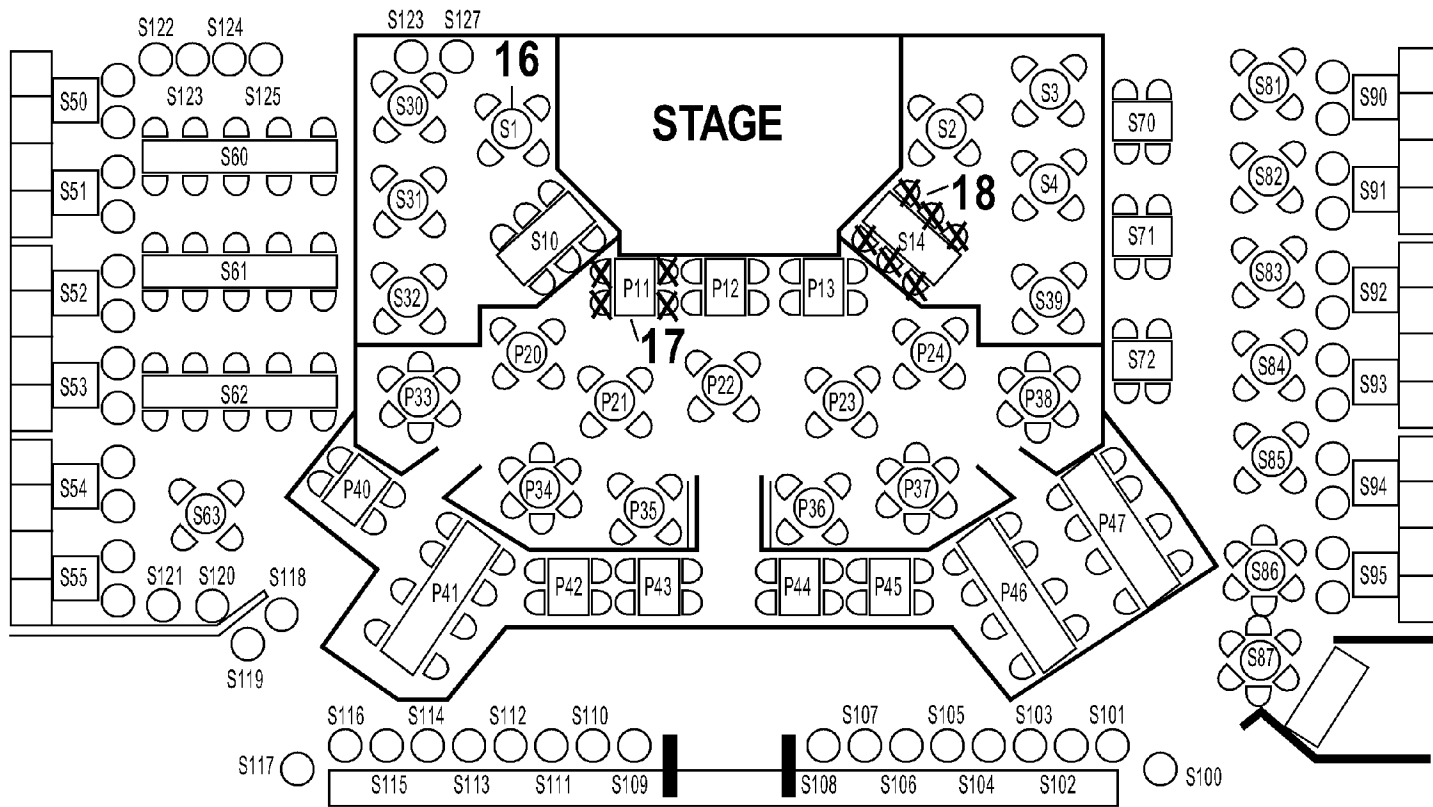 S122 S124 S123 S127
16
S123 S125
STAGE
S50 S30 S1 S2 S3 S81 S90
S60 S70
S51 S31 S4 S82 S91
18
S10 S14
S61 S71
S52 S32 P11 P12 P13 S39 S83 S92
17
P20 P24 S72
S53 S62 P33 P21 P22 P23 P38 S84 S93
S54 P40 P34 P37 S85 S94
S63 P35 P36 P47
S55 S121 S120 S118 P41 P42 P43 P44 P45 P46 S86 S95
S119
S87
S116 S114 S112 S110 S107 S105 S103 S101
S117 S115 S113 S111 S109 S108 S106 S104 S102 S100